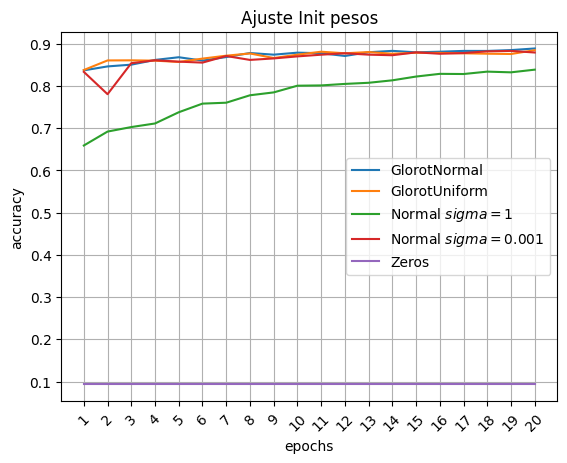 Ajuste Init pesos
accuracy
0.9
0.8
0.7
0.6
0.5
0.4
0.3
0.2
0.1
GlorotNormal
GlorotUniform
Normal sigma = 1
Normal sigma = 0.001
Zeros
1 2 3 4 5 6 7 8 9 10 11 12 13 14 15 16 17 18 19 20
epochs